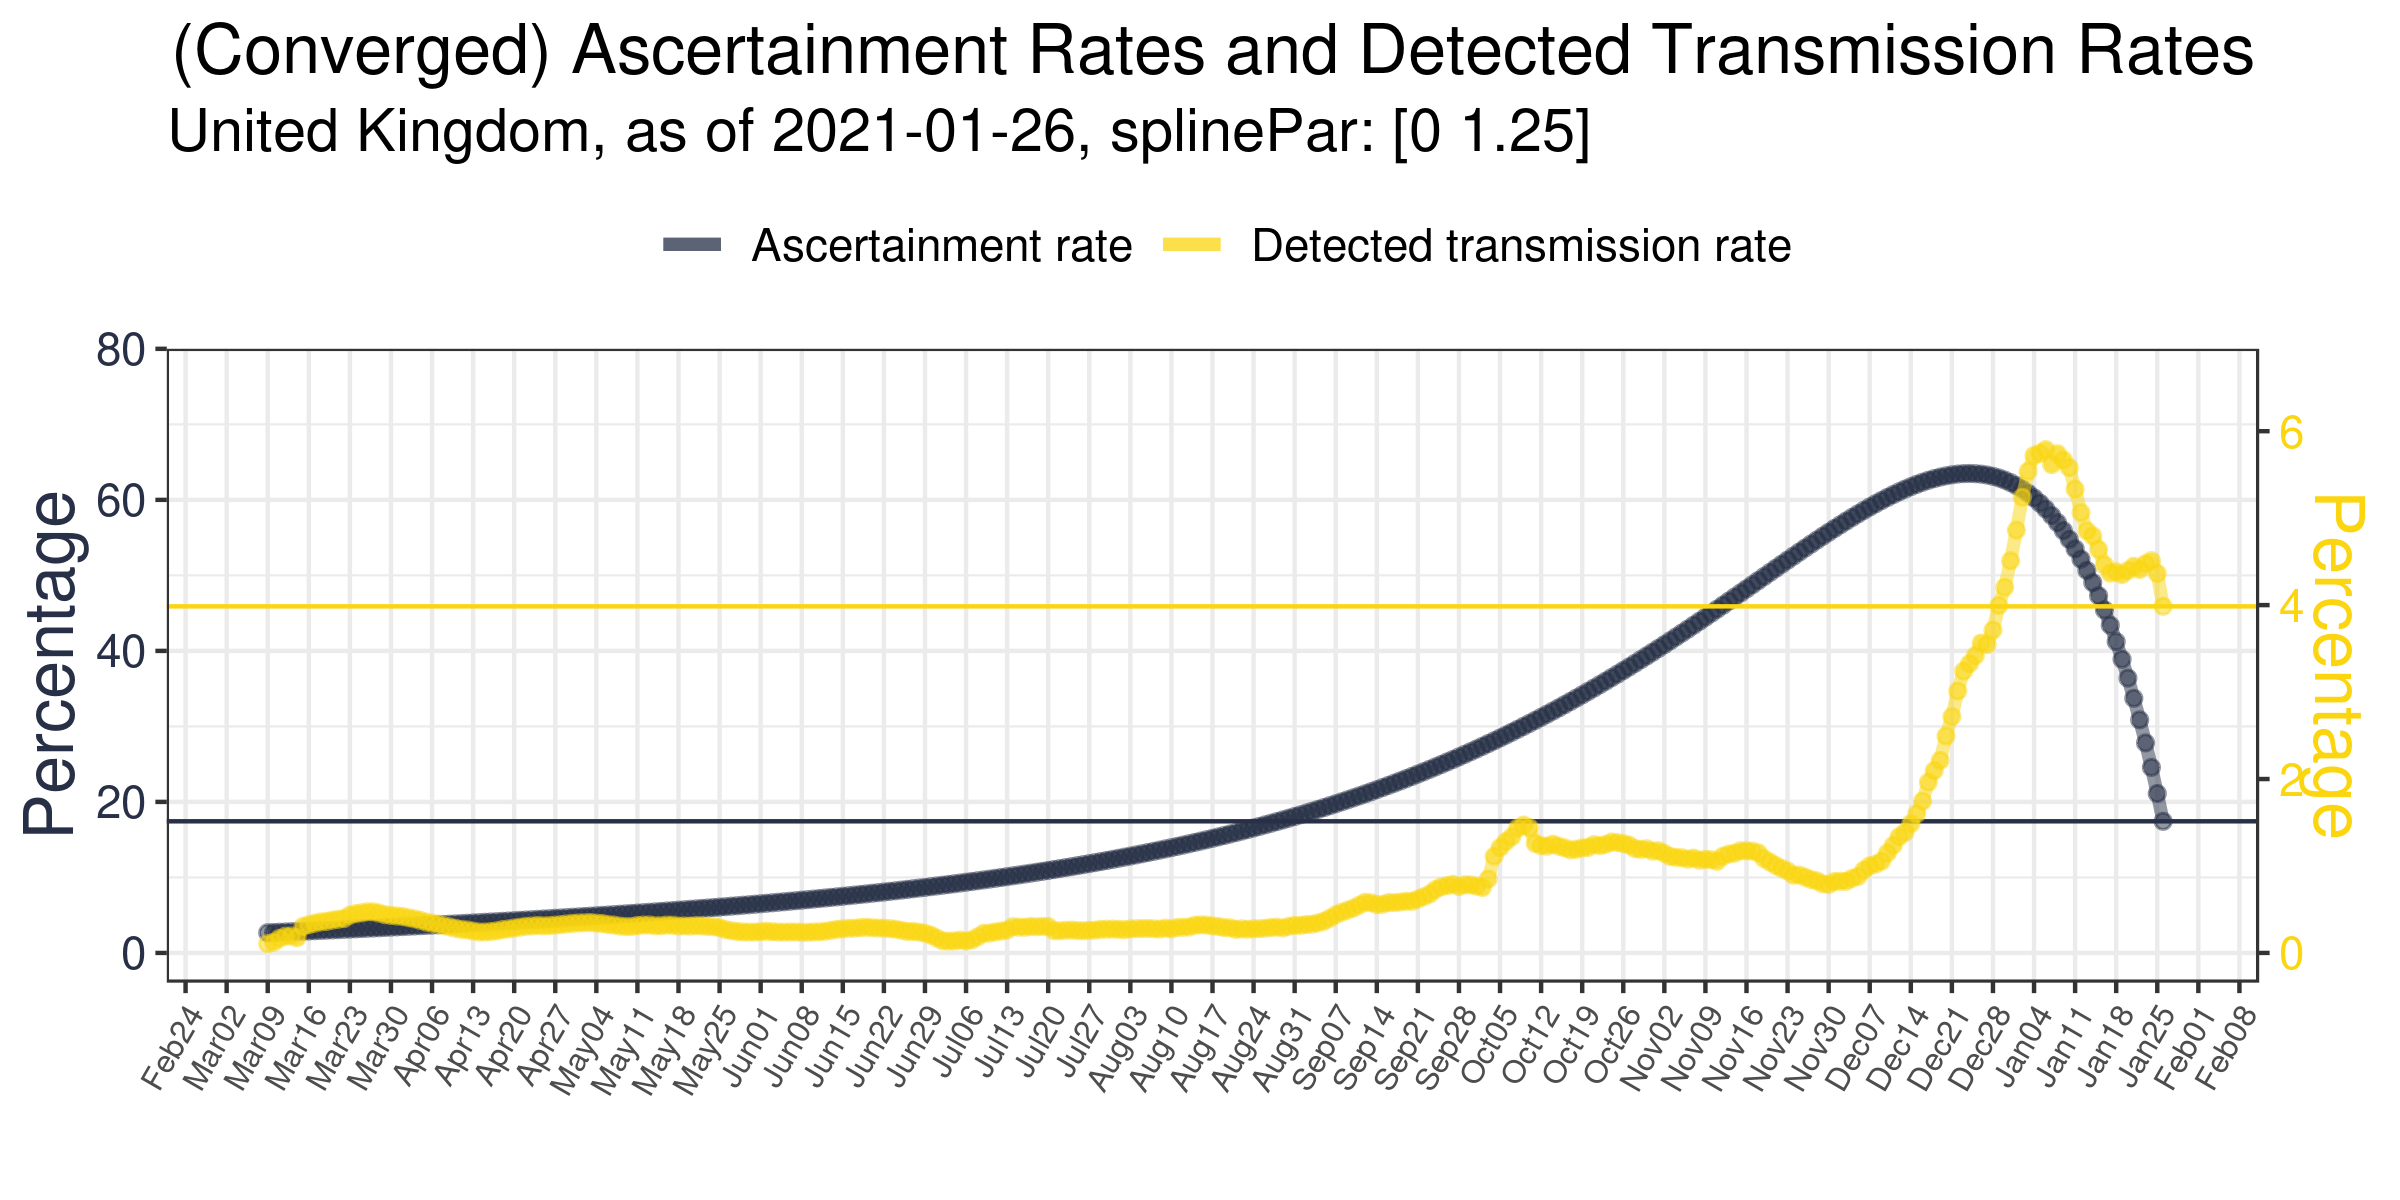 (Converged) Ascertainment Rates and Detected Transmission Rates
United Kingdom, as of 2021-01-26, splinePar: [0 1.25]
Ascertainment rate Detected transmission rate
Percentage
80
60
40
20
0
6
4
2
0
Percentage
Feb24 Mar02 Mar09 Mar16 Mar23 Mar30 Apr06 Apr13 Apr20 Apr27 May04 May11 May18 May25 Jun01 Jun08 Jun15 Jun22 Jun29 Jul06 Jul13 Jul20 Jul27 Aug03 Aug10 Aug17 Aug24 Aug31 Sep07 Sep14 Sep21 Sep28 Oct05 Oct12 Oct19 Oct26 Nov02 Nov09 Nov16 Nov23 Nov30 Dec07 Dec14 Dec21 Dec28 Jan04 Jan11 Jan18 Jan25 Feb01 Feb08